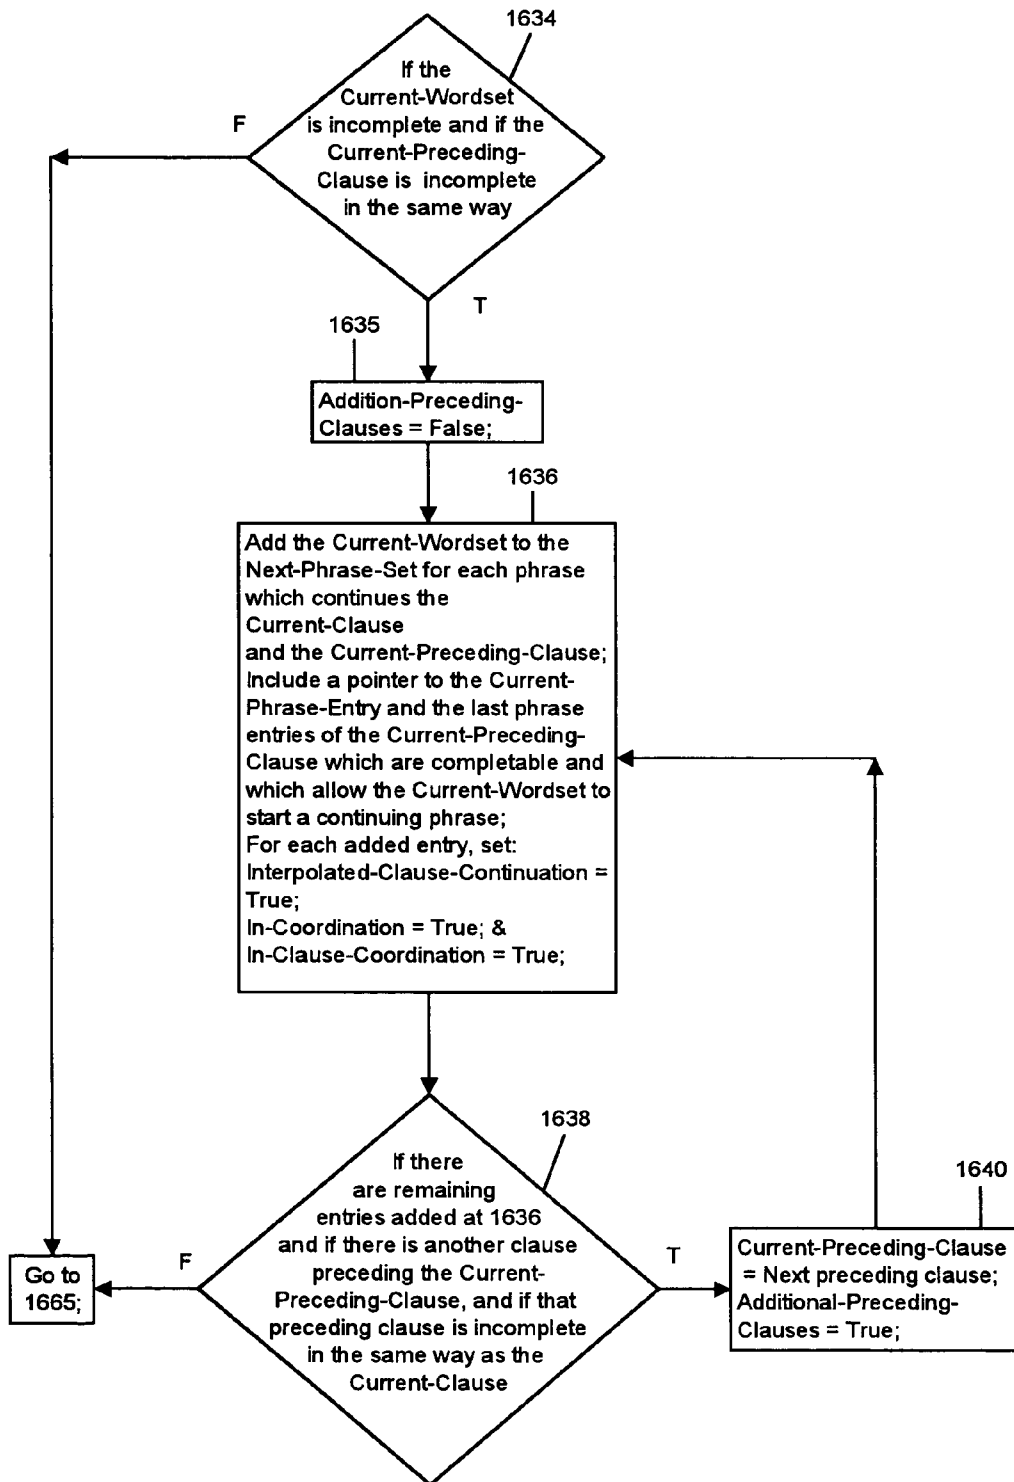 1634
If the
Current-Wordset
is incomplete and if the
Current-Preceding-
Clause is incomplete
in the same way
F
T
1635
Addition-Preceding-
Clauses = False;
1636
Add the Current-Wordset to the
Next-Phrase-Set for each phrase
which continues the
Current-Clause
and the Current-Preceding-Clause;
Include a pointer to the Current-
Phrase-Entry and the last phrase
entries of the Current-Preceding-
Clause which are completable and
which allow the Current-Wordset to
start a continuing phrase;
For each added entry, set:
Interpolated-Clause-Continuation =
True;
In-Coordination = True; &
In-Clause-Coordination = True;
1638
If there
are remaining
entries added at 1636
and if there is another clause
preceding the Current-
Preceding-Clause, and if that
preceding clause is incomplete
in the same way as the
Current-Clause
F
T
Go to
1665;
1640
Current-Preceding-Clause
= Next preceding clause;
Additional-Preceding-
Clauses = True;